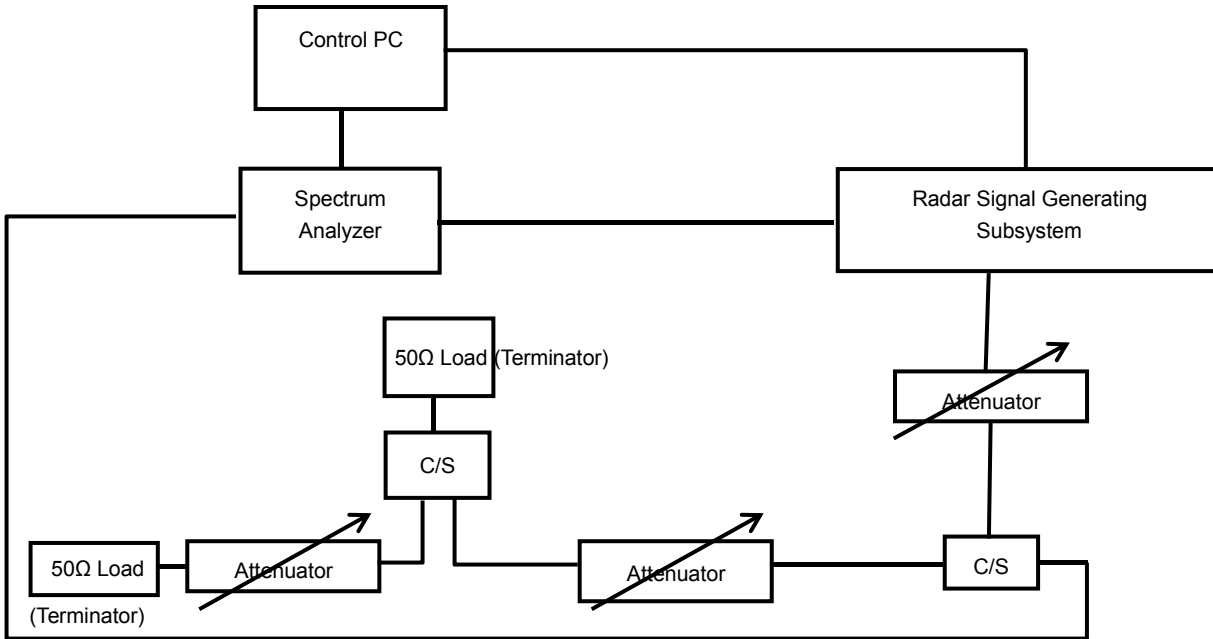 Control PC
Spectrum
Analyzer
Radar Signal Generating
Subsystem
50Ω Load (Terminator)
Attenuator
C/S
50Ω Load
(Terminator)
Attenuator
Attenuator
C/S